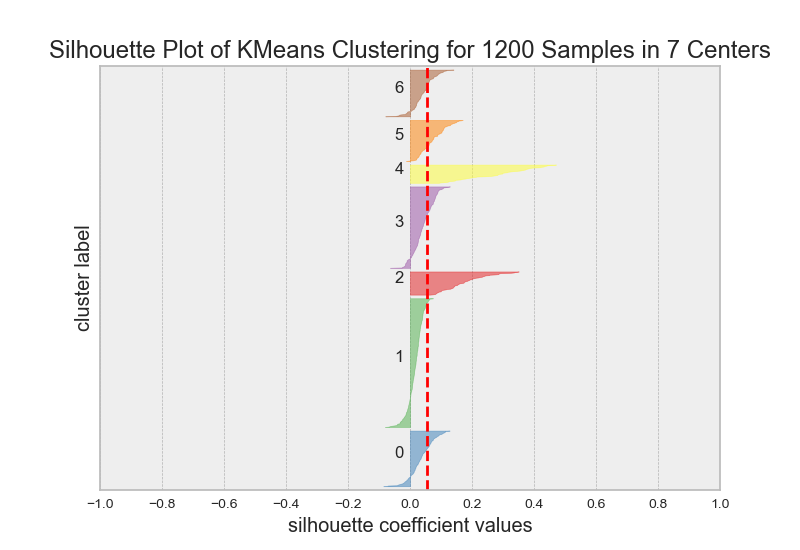 Silhouette Plot of KMeans Clustering for 1200 Samples in 7 Centers
6
5
4
3
2
1
0
cluster label
−1.0 −0.8 −0.6 −0.4 −0.2 0.0 0.2 0.4 0.6 0.8 1.0
silhouette coefficient values